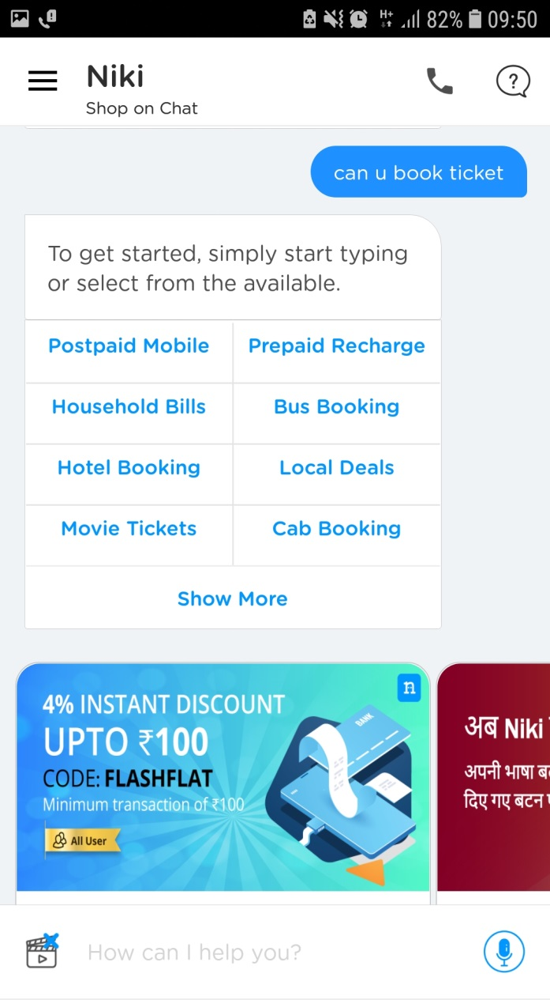 H+ 82% 09:50
Niki
Shop on Chat
?
can u book ticket
To get started, simply start typing
or select from the available.
Postpaid Mobile Prepaid Recharge
Household Bills Bus Booking
Hotel Booking Local Deals
Movie Tickets Cab Booking
Show More
n
4% INSTANT DISCOUNT
UPTO ₹100
CODE: FLASHFLAT
Minimum transaction of ₹100
All User
BANK
अब Niki
अपनी भाषा
दिए गए बटन
How can I help you?